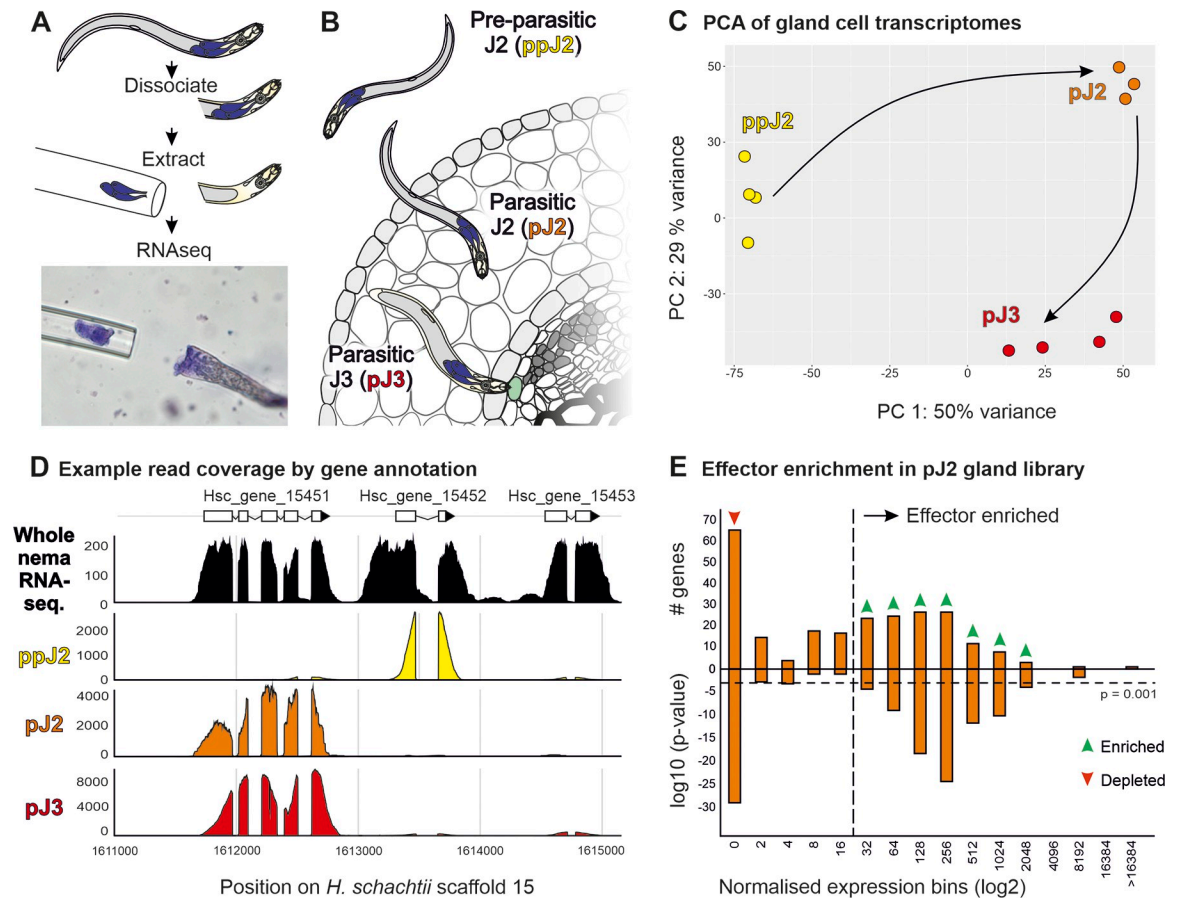 A
Dissociate
Extract
RNAseq
B
Pre-parasitic
J2 (ppJ2)
Parasitic
J2 (pJ2)
Parasitic
J3 (pJ3)
C PCA of gland cell transcriptomes
PC 2: 29 % variance
50
30
0
-30
ppJ2
pJ2
pJ3
-75
-50
-25
0
25
50
PC 1: 50% variance
D Example read coverage by gene annotation
Hsc_gene_15451
Hsc_gene_15452
Hsc_gene_15453
Whole
nema
RNA-
seq.
200
100
0
ppJ2
2000
1000
0
pJ2
4000
2000
0
pJ3
8000
4000
0
1611000
1612000
1613000
1614000
1615000
Position on H. schachtii scaffold 15
E Effector enrichment in pJ2 gland library
Effector enriched
# genes
70
60
50
40
30
20
10
0
log10 (p-value)
-5
-10
-15
-20
-25
-30
p = 0.001
Enriched
Depleted
0
2
4
8
16
32
64
128
256
512
1024
2048
4096
8192
16384
>16384
Normalised expression bins (log2)